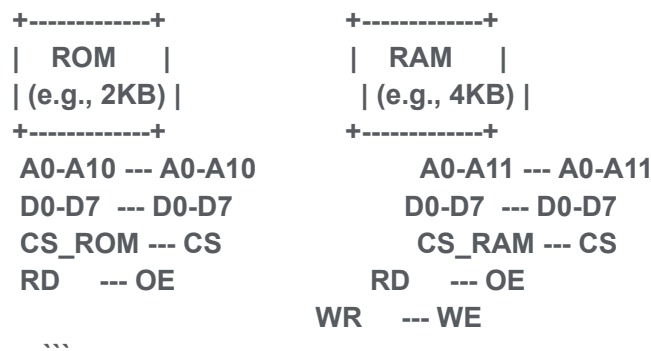 +-------------+ +-------------+
| ROM | | RAM |
| (e.g., 2KB) | | (e.g., 4KB) |
+-------------+ +-------------+
A0-A10 --- A0-A10 A0-A11 --- A0-A11
D0-D7 --- D0-D7 D0-D7 --- D0-D7
CS_ROM --- CS CS_RAM --- CS
RD --- OE RD --- OE
WR --- WE
```